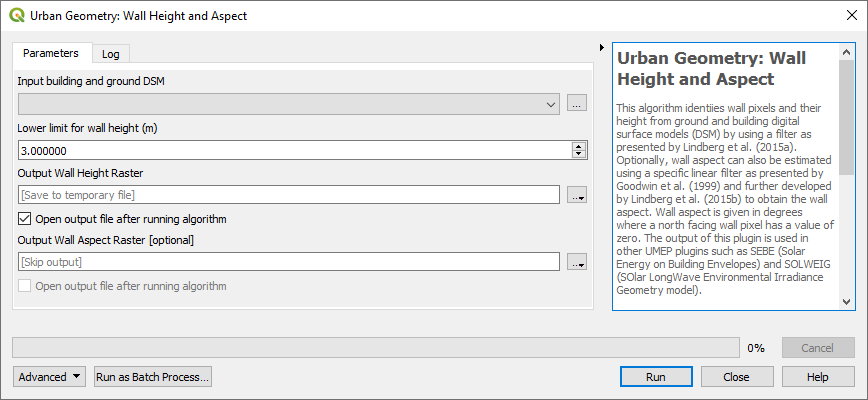 Urban Geometry: Wall Height and Aspect
Parameters
Log
Input building and ground DSM
...
Lower limit for wall height (m)
3.000000
Output Wall Height Raster
[Save to temporary file]
...
Open output file after running algorithm
Output Wall Aspect Raster [optional]
[Skip output]
...
Open output file after running algorithm
Urban Geometry: Wall
Height and Aspect
This algorithm identiies wall pixels and their
height from ground and building digital
surface models (DSM) by using a filter as
presented by Lindberg et al. (2015a).
Optionally, wall aspect can also be estimated
using a specific linear filter as presented by
Goodwin et al. (1999) and further developed
by Lindberg et al. (2015b) to obtain the wall
aspect. Wall aspect is given in degrees
where a north facing wall pixel has a value of
zero. The output of this plugin is used in
other UMEP plugins such as SEBE (Solar
Energy on Building Envelopes) and SOLWEIG
(SOlar LongWave Environmental Irradiance
Geometry model).
0%
Cancel
Advanced
Run as Batch Process...
Run
Close
Help